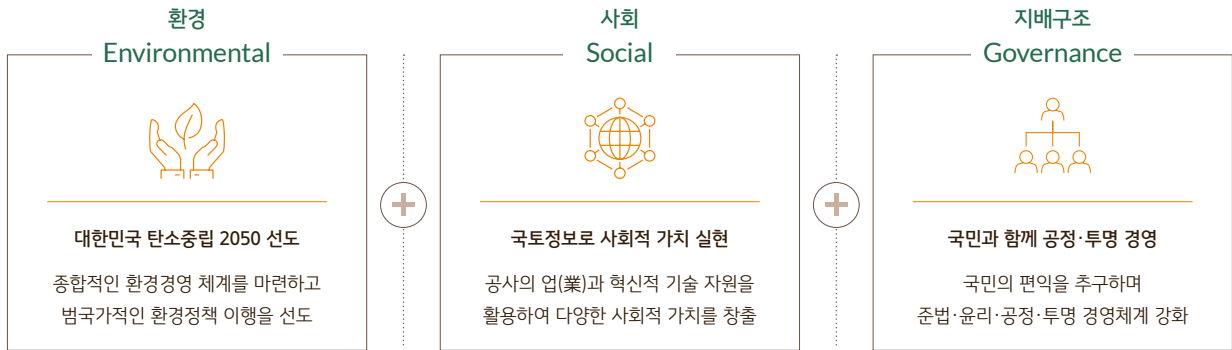 환경
Environmental
대한민국 탄소중립 2050 선도
종합적인 환경경영 체계를 마련하고
범국가적인 환경정책 이행을 선도
사회
Social
국토정보로 사회적 가치 실현
공사의 업(業)과 혁신적 기술 자원을
활용하여 다양한 사회적 가치를 창출
지배구조
Governance
국민과 함께 공정·투명 경영
국민의 편익을 추구하며
준법·윤리·공정·투명 경영체계 강화